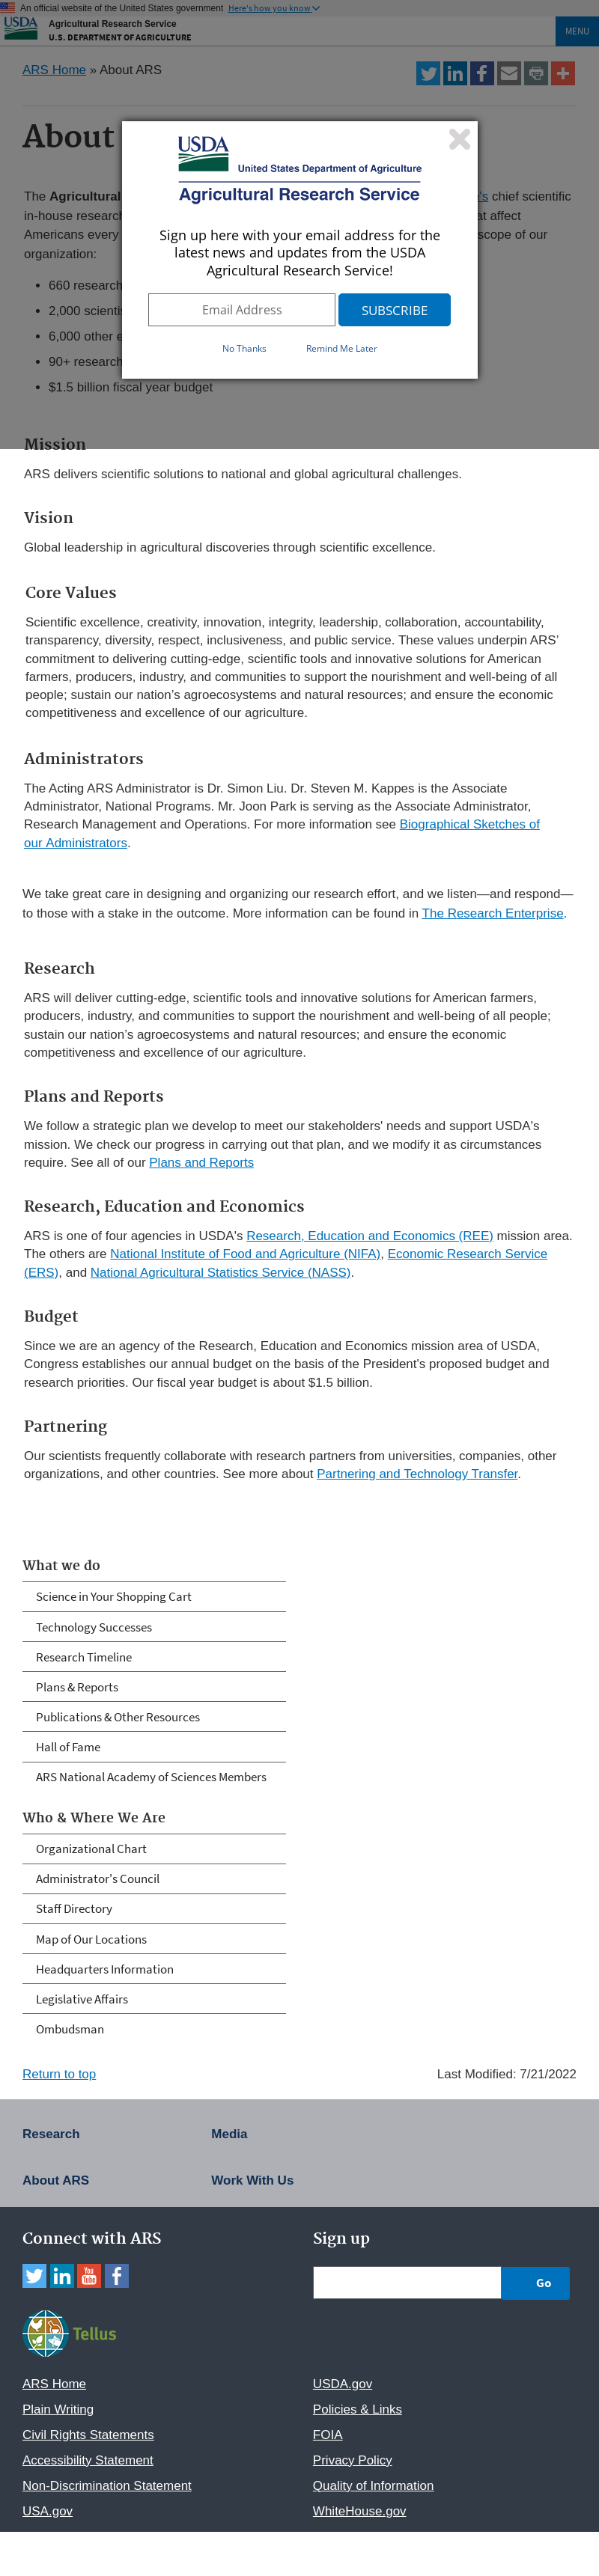 An official website of the United States government Here's how you know
USDA
Agricultural Research Service
U.S. DEPARTMENT OF AGRICULTURE
MENU
ARS Home » About ARS
About
The Agricultural
's chief scientific
in-house research
at affect
Americans every
scope of our
organization:
660 research
2,000 scientis
6,000 other e
90+ research
$1.5 billion fiscal year budget
USDA
United States Department of Agriculture
Agricultural Research Service
Sign up here with your email address for the
latest news and updates from the USDA
Agricultural Research Service!
Email Address
SUBSCRIBE
No Thanks
Remind Me Later
Mission
ARS delivers scientific solutions to national and global agricultural challenges.
Vision
Global leadership in agricultural discoveries through scientific excellence.
Core Values
Scientific excellence, creativity, innovation, integrity, leadership, collaboration, accountability,
transparency, diversity, respect, inclusiveness, and public service. These values underpin ARS’
commitment to delivering cutting-edge, scientific tools and innovative solutions for American
farmers, producers, industry, and communities to support the nourishment and well-being of all
people; sustain our nation’s agroecosystems and natural resources; and ensure the economic
competitiveness and excellence of our agriculture.
Administrators
The Acting ARS Administrator is Dr. Simon Liu. Dr. Steven M. Kappes is the Associate
Administrator, National Programs. Mr. Joon Park is serving as the Associate Administrator,
Research Management and Operations. For more information see Biographical Sketches of
our Administrators.
We take great care in designing and organizing our research effort, and we listen—and respond—
to those with a stake in the outcome. More information can be found in The Research Enterprise.
Research
ARS will deliver cutting-edge, scientific tools and innovative solutions for American farmers,
producers, industry, and communities to support the nourishment and well-being of all people;
sustain our nation’s agroecosystems and natural resources; and ensure the economic
competitiveness and excellence of our agriculture.
Plans and Reports
We follow a strategic plan we develop to meet our stakeholders' needs and support USDA's
mission. We check our progress in carrying out that plan, and we modify it as circumstances
require. See all of our Plans and Reports
Research, Education and Economics
ARS is one of four agencies in USDA's Research, Education and Economics (REE) mission area.
The others are National Institute of Food and Agriculture (NIFA), Economic Research Service
(ERS), and National Agricultural Statistics Service (NASS).
Budget
Since we are an agency of the Research, Education and Economics mission area of USDA,
Congress establishes our annual budget on the basis of the President's proposed budget and
research priorities. Our fiscal year budget is about $1.5 billion.
Partnering
Our scientists frequently collaborate with research partners from universities, companies, other
organizations, and other countries. See more about Partnering and Technology Transfer.
What we do
Science in Your Shopping Cart
Technology Successes
Research Timeline
Plans & Reports
Publications & Other Resources
Hall of Fame
ARS National Academy of Sciences Members
Who & Where We Are
Organizational Chart
Administrator's Council
Staff Directory
Map of Our Locations
Headquarters Information
Legislative Affairs
Ombudsman
Return to top
Last Modified: 7/21/2022
Research
Media
About ARS
Work With Us
Connect with ARS
Sign up
You Tube
Go
Tellus
ARS Home
USDA.gov
Plain Writing
Policies & Links
Civil Rights Statements
FOIA
Accessibility Statement
Privacy Policy
Non-Discrimination Statement
Quality of Information
USA.gov
WhiteHouse.gov